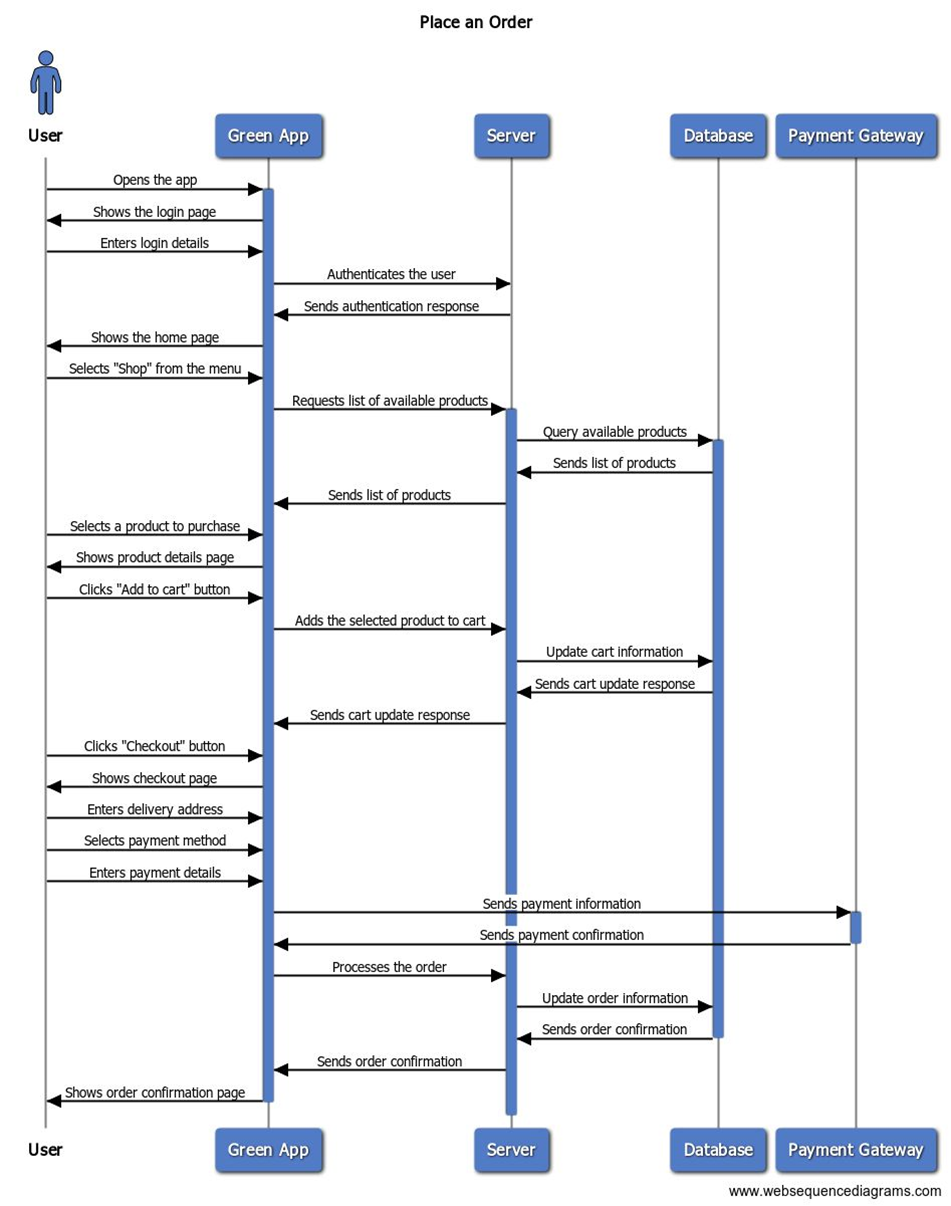 Place an Order
User
Green App
Server
Database
Payment Gateway
Opens the app
Shows the login page
Enters login details
Authenticates the user
Sends authentication response
Shows the home page
Selects "Shop" from the menu
Requests list of available products
Query available products
Sends list of products
Sends list of products
Selects a product to purchase
Shows product details page
Clicks "Add to cart" button
Adds the selected product to cart
Update cart information
Sends cart update response
Sends cart update response
Clicks "Checkout" button
Shows checkout page
Enters delivery address
Selects payment method
Enters payment details
Sends payment information
Sends payment confirmation
Processes the order
Update order information
Sends order confirmation
Sends order confirmation
Shows order confirmation page
User
Green App
Server
Database
Payment Gateway
www.websequencediagrams.com